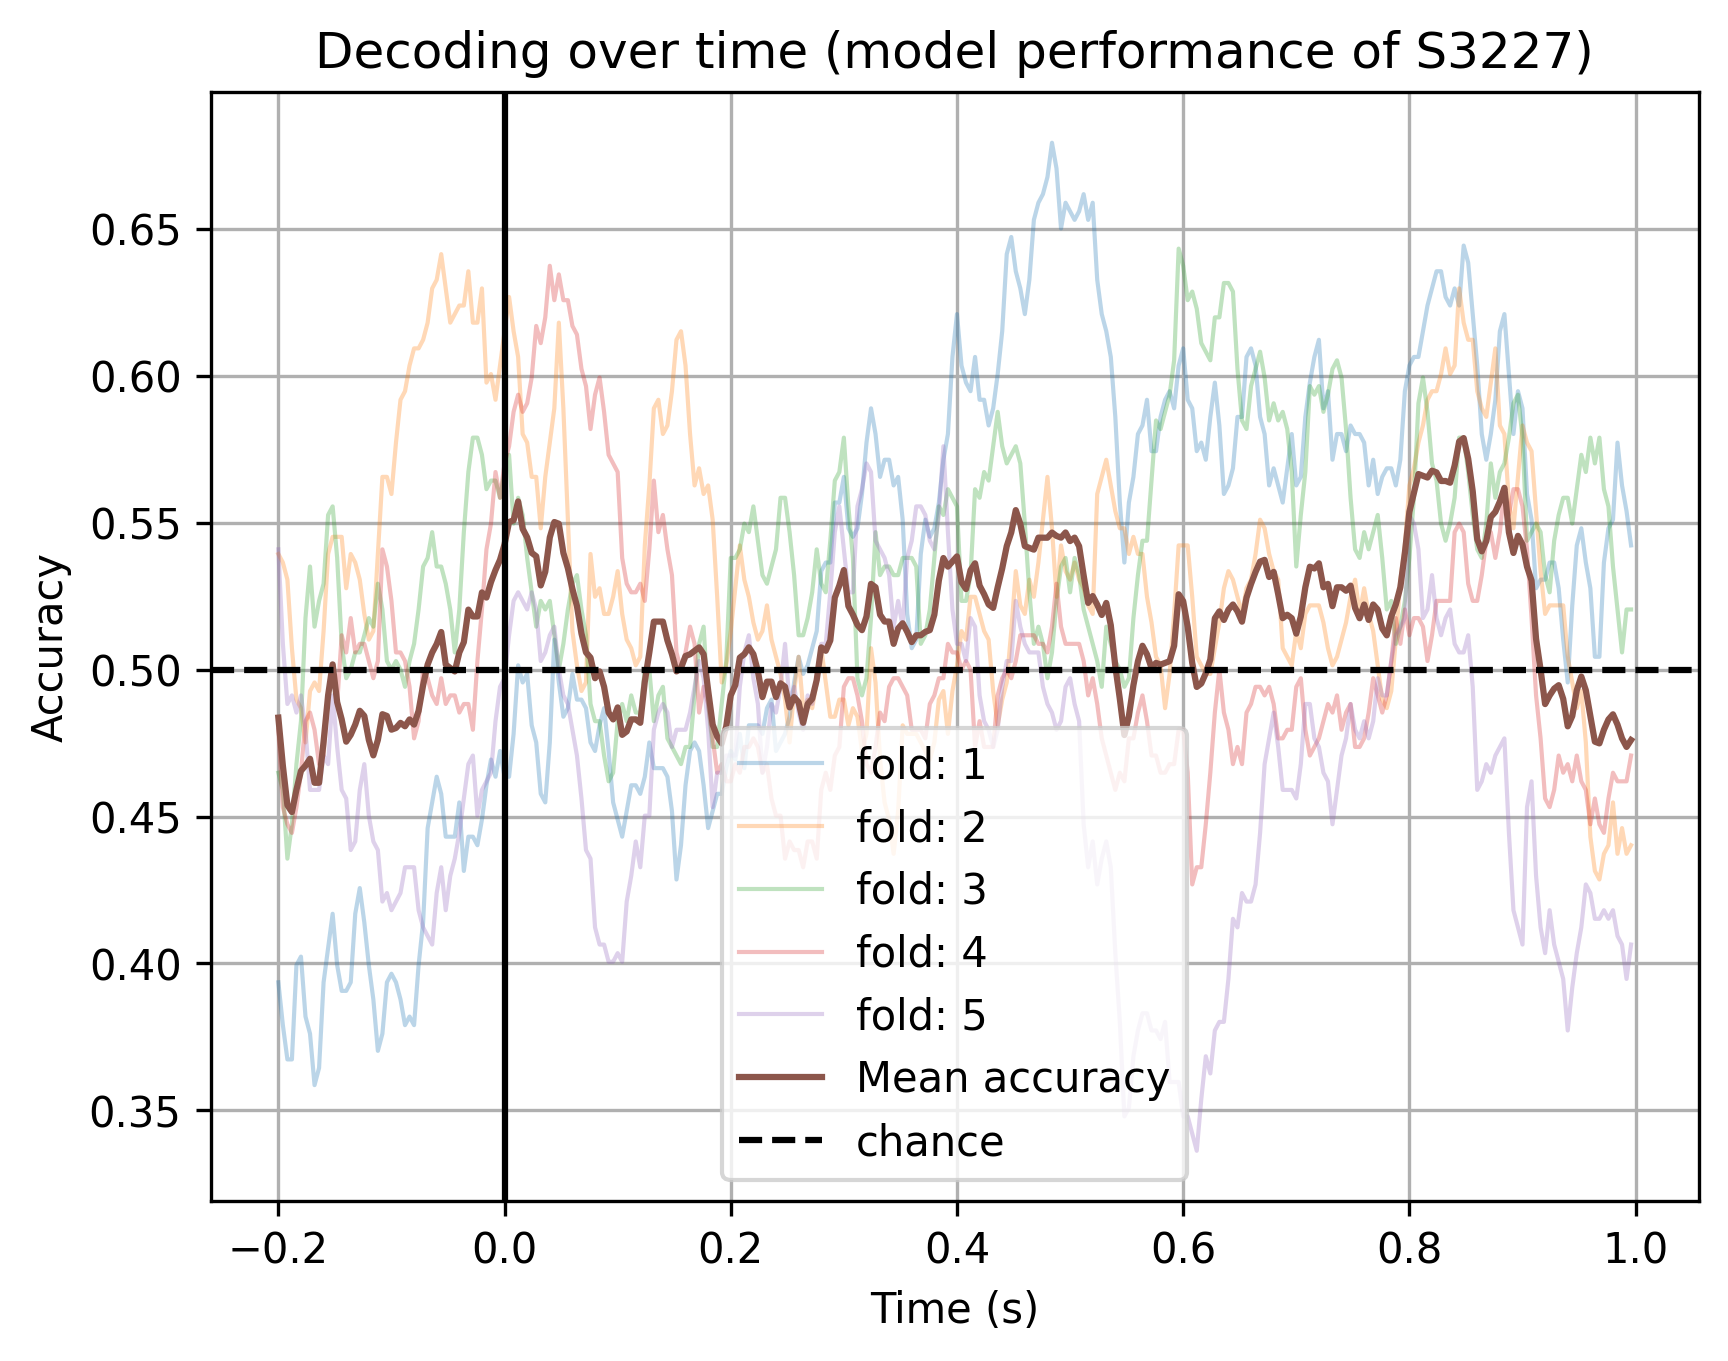 Decoding over time (model performance of S3227)
Accuracy
0.65
0.60
0.55
0.50
0.45
0.40
0.35
fold: 1
fold: 2
fold: 3
fold: 4
fold: 5
Mean accuracy
chance
−0.2 0.0 0.2 0.4 0.6 0.8 1.0
Time (s)